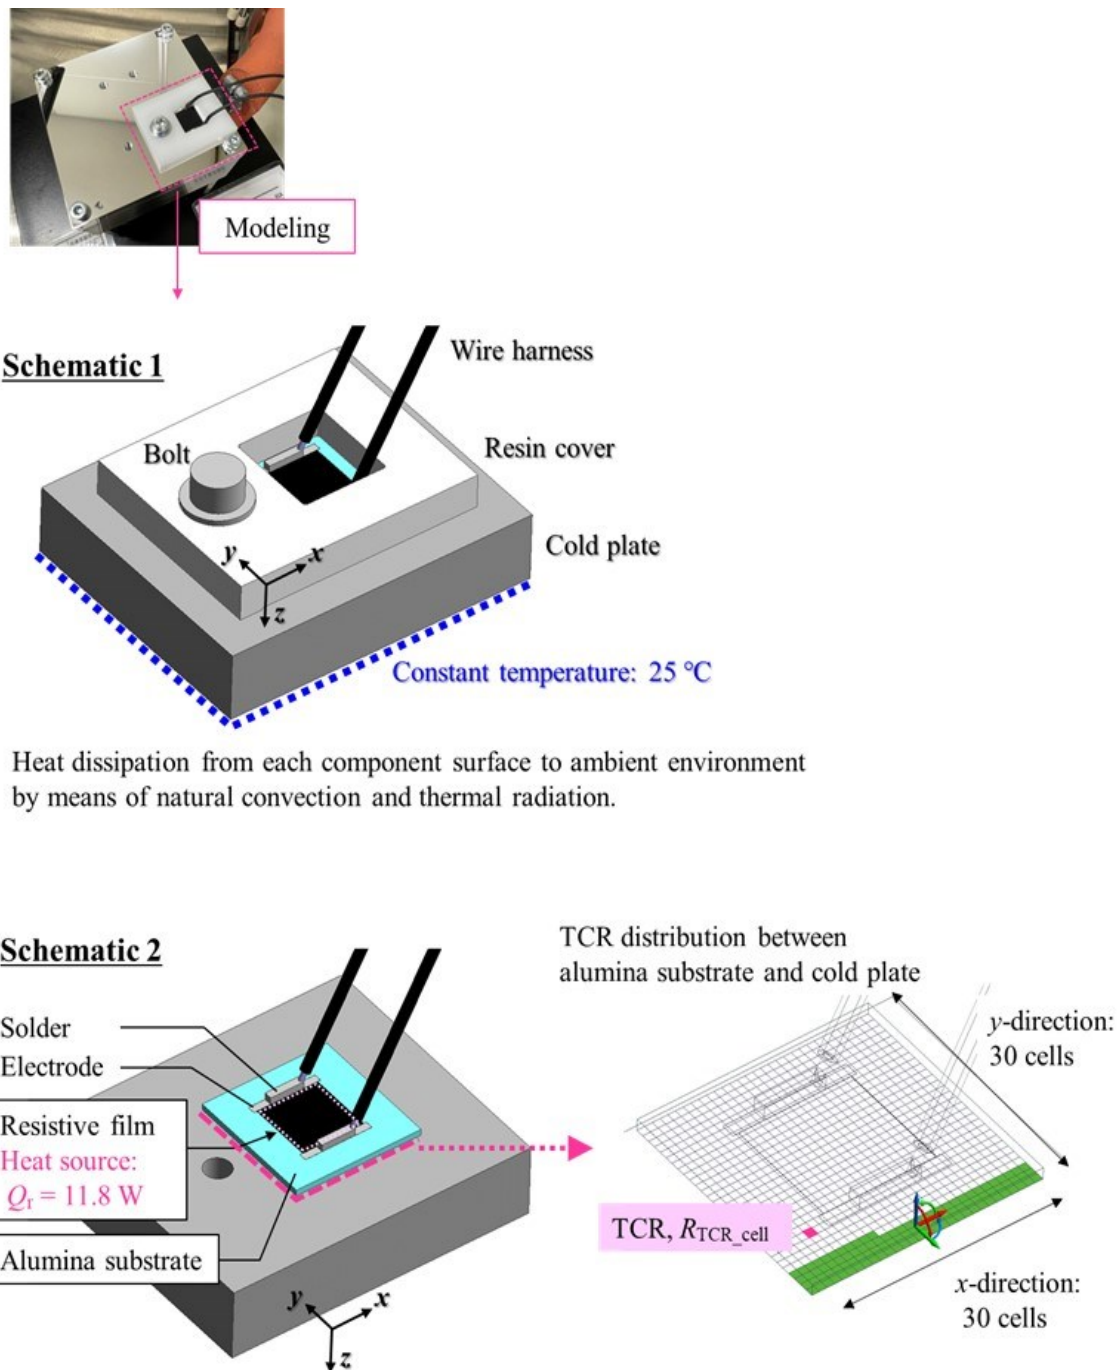 Modeling
Schematic 1
Wire harness
Bolt
Resin cover
y
x
z
Cold plate
Constant temperature: 25 ℃
Heat dissipation from each component surface to ambient environment
by means of natural convection and thermal radiation.
Schematic 2
TCR distribution between
alumina substrate and cold plate
Solder
Electrode
y-direction:
30 cells
Resistive film
Heat source:
Qr = 11.8 W
TCR, RTCR_cell
Alumina substrate
x-direction:
30 cells
y
x
z